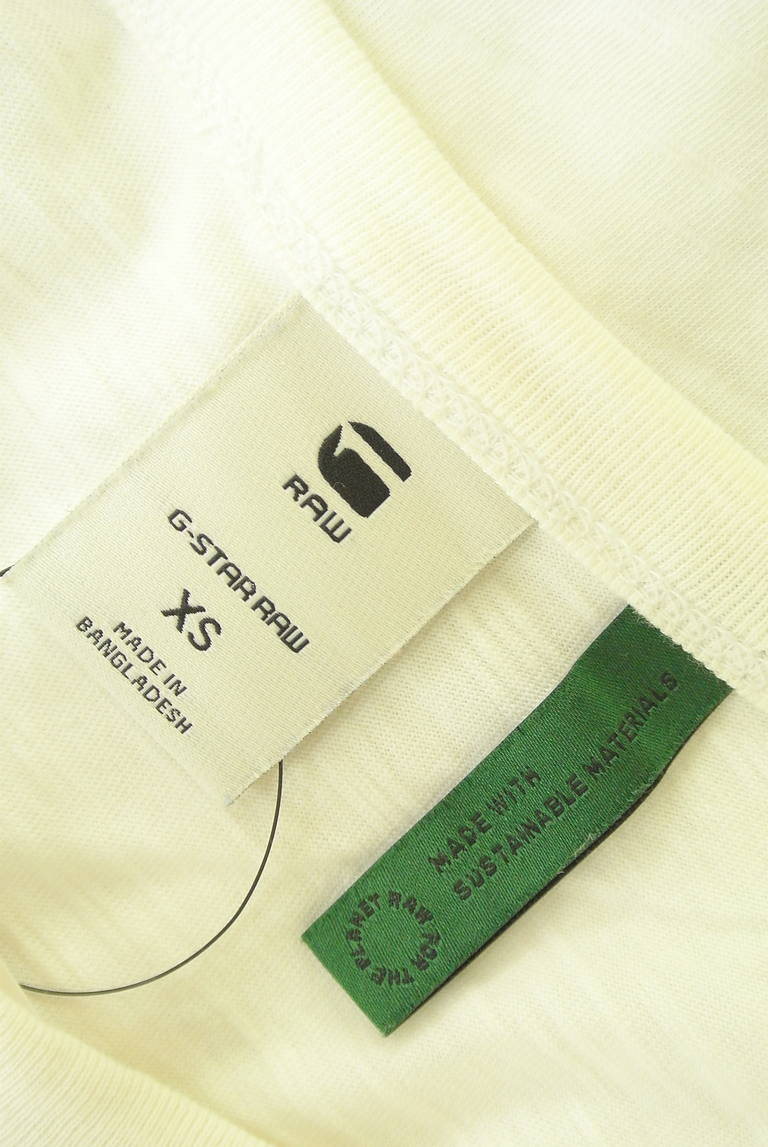 RAW
G-STAR RAW
XS
MADE IN
BANGLADESH
MADE WITH
SUSTAINABLE MATERIALS
RAW FOR THE PLANET